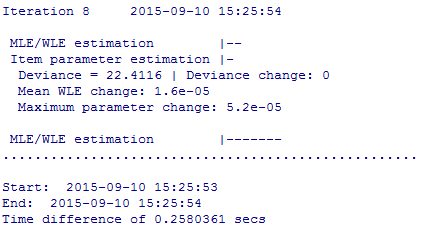 Iteration 8     2015-09-10 15:25:54
MLE/WLE estimation        |--
Item parameter estimation |-
Deviance = 22.4116 | Deviance change: 0
Mean WLE change: 1.6e-05
Maximum parameter change: 5.2e-05
MLE/WLE estimation        |-------
....................................................
Start:  2015-09-10 15:25:53
End:  2015-09-10 15:25:54
Time difference of 0.2580361 secs